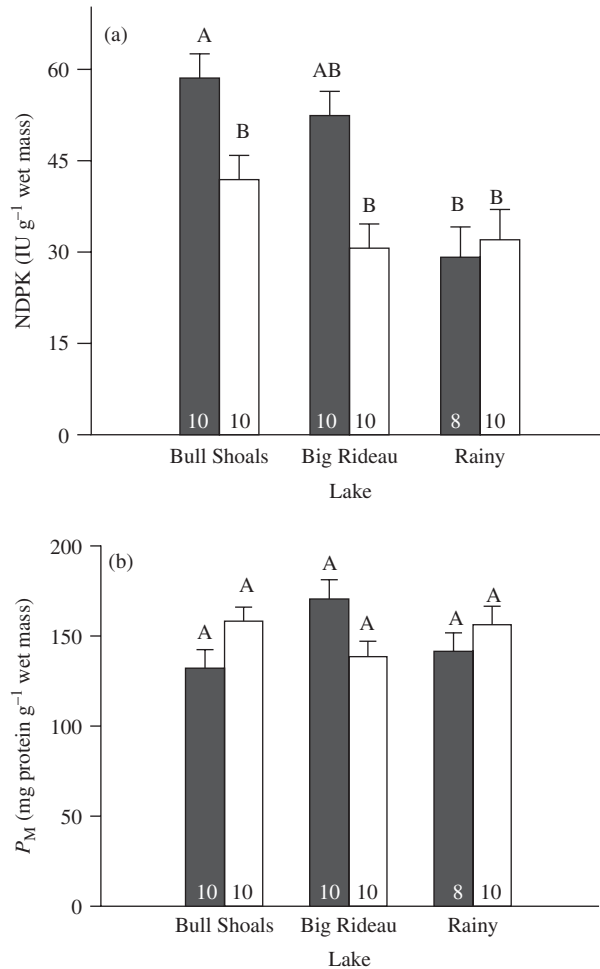 (a)
NDPK (IU g⁻¹ wet mass)
60
45
30
15
0
A
B
AB
B
B
B
10
10
10
10
8
10
Bull Shoals
Big Rideau
Rainy
Lake
(b)
P_M (mg protein g⁻¹ wet mass)
200
150
100
50
0
A
A
A
A
A
A
10
10
10
10
8
10
Bull Shoals
Big Rideau
Rainy
Lake